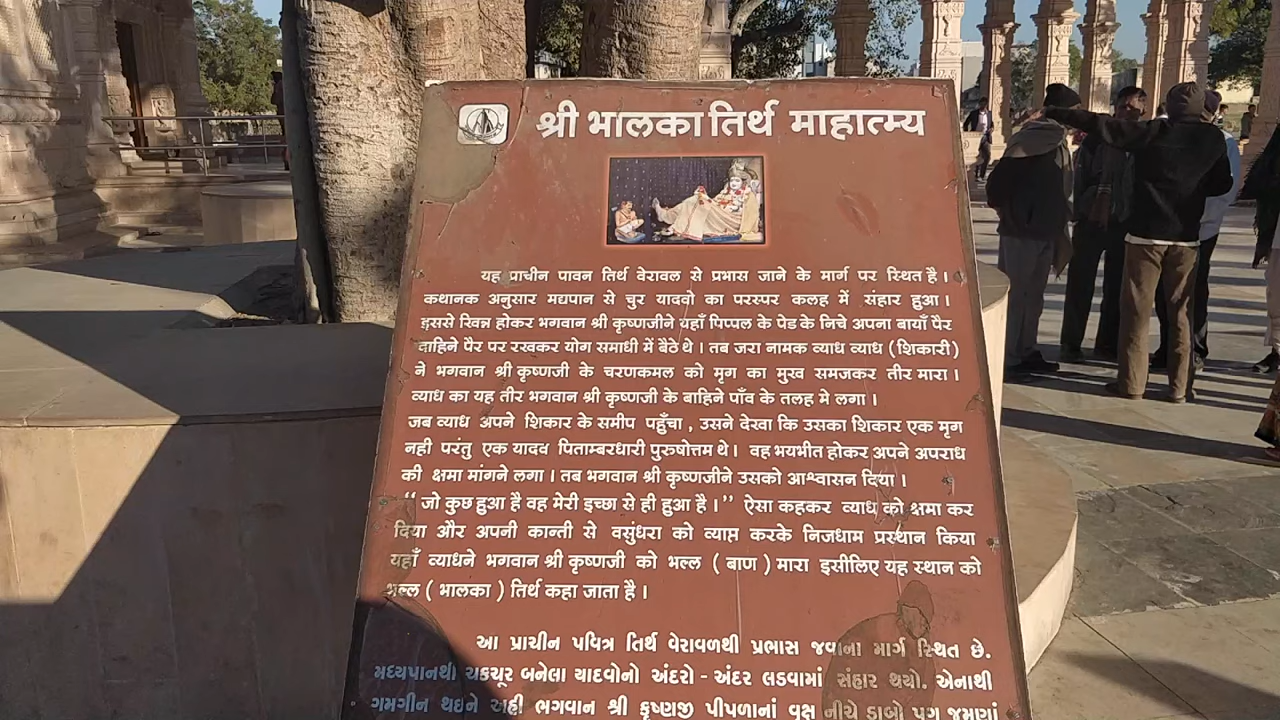 श्री भालका तिर्थ माहात्म्य
यह प्राचीन पावन तिर्थ वेरावल से प्रभास जाने के मार्ग पर स्थित है।
कथानक अनुसार मद्यपान से चुर यादवो का परस्पर कलह में संहार हुआ।
इससे खिन्न होकर भगवान श्री कृष्णजीने यहाँ पिप्पल के पेड के निचे अपना बायाँ पैर
दाहिने पैर पर रखकर योग समाधी में बैठे थे। तब जरा नामक व्याध व्याध (शिकारी)
ने भगवान श्री कृष्णजी के चरणकमल को मृग का मुख समजकर तीर मारा।
व्याध का यह तीर भगवान श्री कृष्णजी के बाहिने पाँव के तलह मे लगा।
जब व्याध अपने शिकार के समीप पहुँचा, उसने देखा कि उसका शिकार एक मृग
नही परंतु एक यादव पिताम्बरधारी पुरुषोत्तम थे। वह भयभीत होकर अपने अपराध
की क्षमा मांगने लगा। तब भगवान श्री कृष्णजीने उसको आश्वासन दिया।
“ जो कुछ हुआ है वह मेरी इच्छा से ही हुआ है।” ऐसा कहकर व्याध को क्षमा कर
दिया और अपनी कान्ती से वसुंधरा को व्याप्त करके निजधाम प्रस्थान किया
यहाँ व्याधने भगवान श्री कृष्णजी को भल्ल ( बाण ) मारा इसीलिए यह स्थान को
भल्ल ( भालका ) तिर्थ कहा जाता है।
આ પ્રાચીન પવિત્ર તિર્થ વેરાવળથી પ્રભાસ જવાના માર્ગ સ્થિત છે.
મધ્યપાનથી ચકચૂર બનેલા યાદવોનો અંદરો - અંદર લડવામાં સંહાર થયો. એનાથી
ગમગીન થઇને અહીં ભગવાન શ્રી કૃષ્ણજી પીપળાનાં વૃક્ષ નીચે ડાબો પગ જમણાં